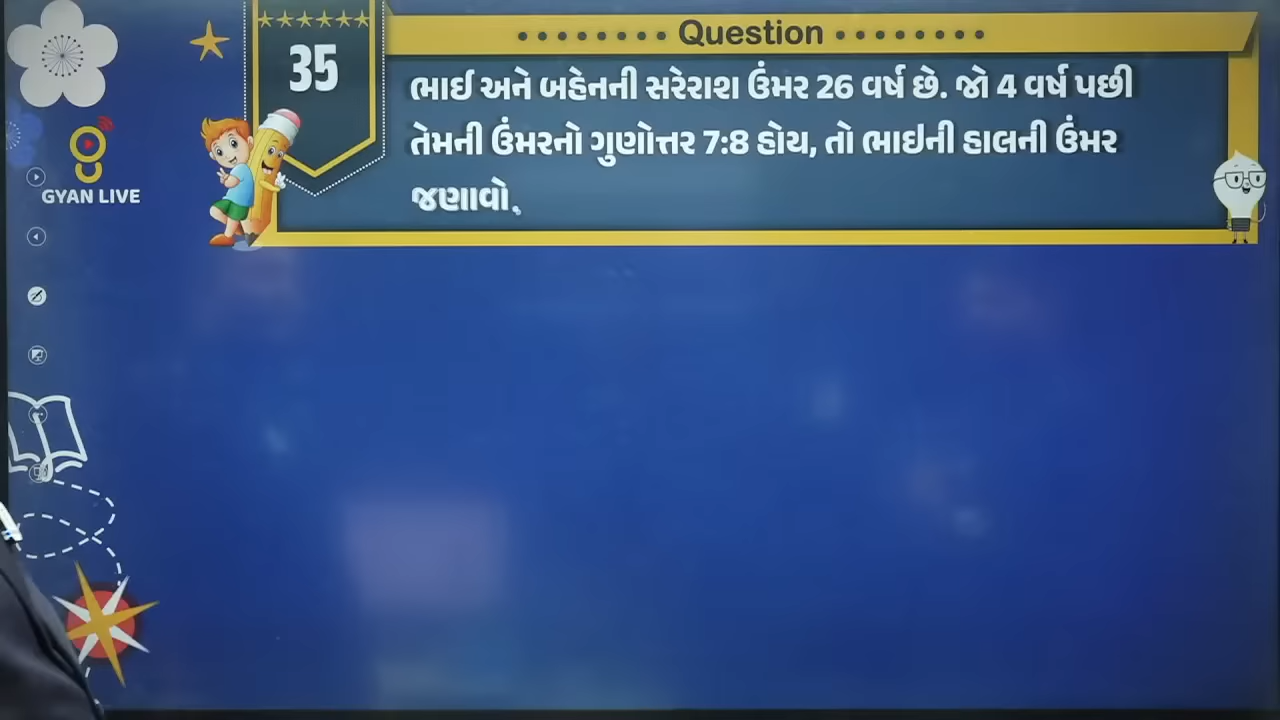 Question
35
ભાઈ અને બહેનની સરેરાશ ઉંમર 26 વર્ષ છે. જો 4 વર્ષ પછી
તેમની ઉંમરનો ગુણોત્તર 7:8 હોય, તો ભાઇની હાલની ઉંમર
જણાવો.
GYAN LIVE